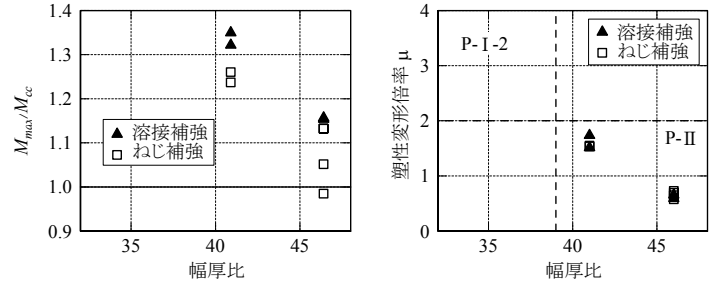 1.4
1.3
1.2
1.1
1.0
0.9
M_max/M_cc
▲ 溶接補強
□ ねじ補強
35 40 45
幅厚比
4
3
2
1
0
塑性変形倍率 μ
P-Ⅰ-2
▲ 溶接補強
□ ねじ補強
P-Ⅱ
35 40 45
幅厚比